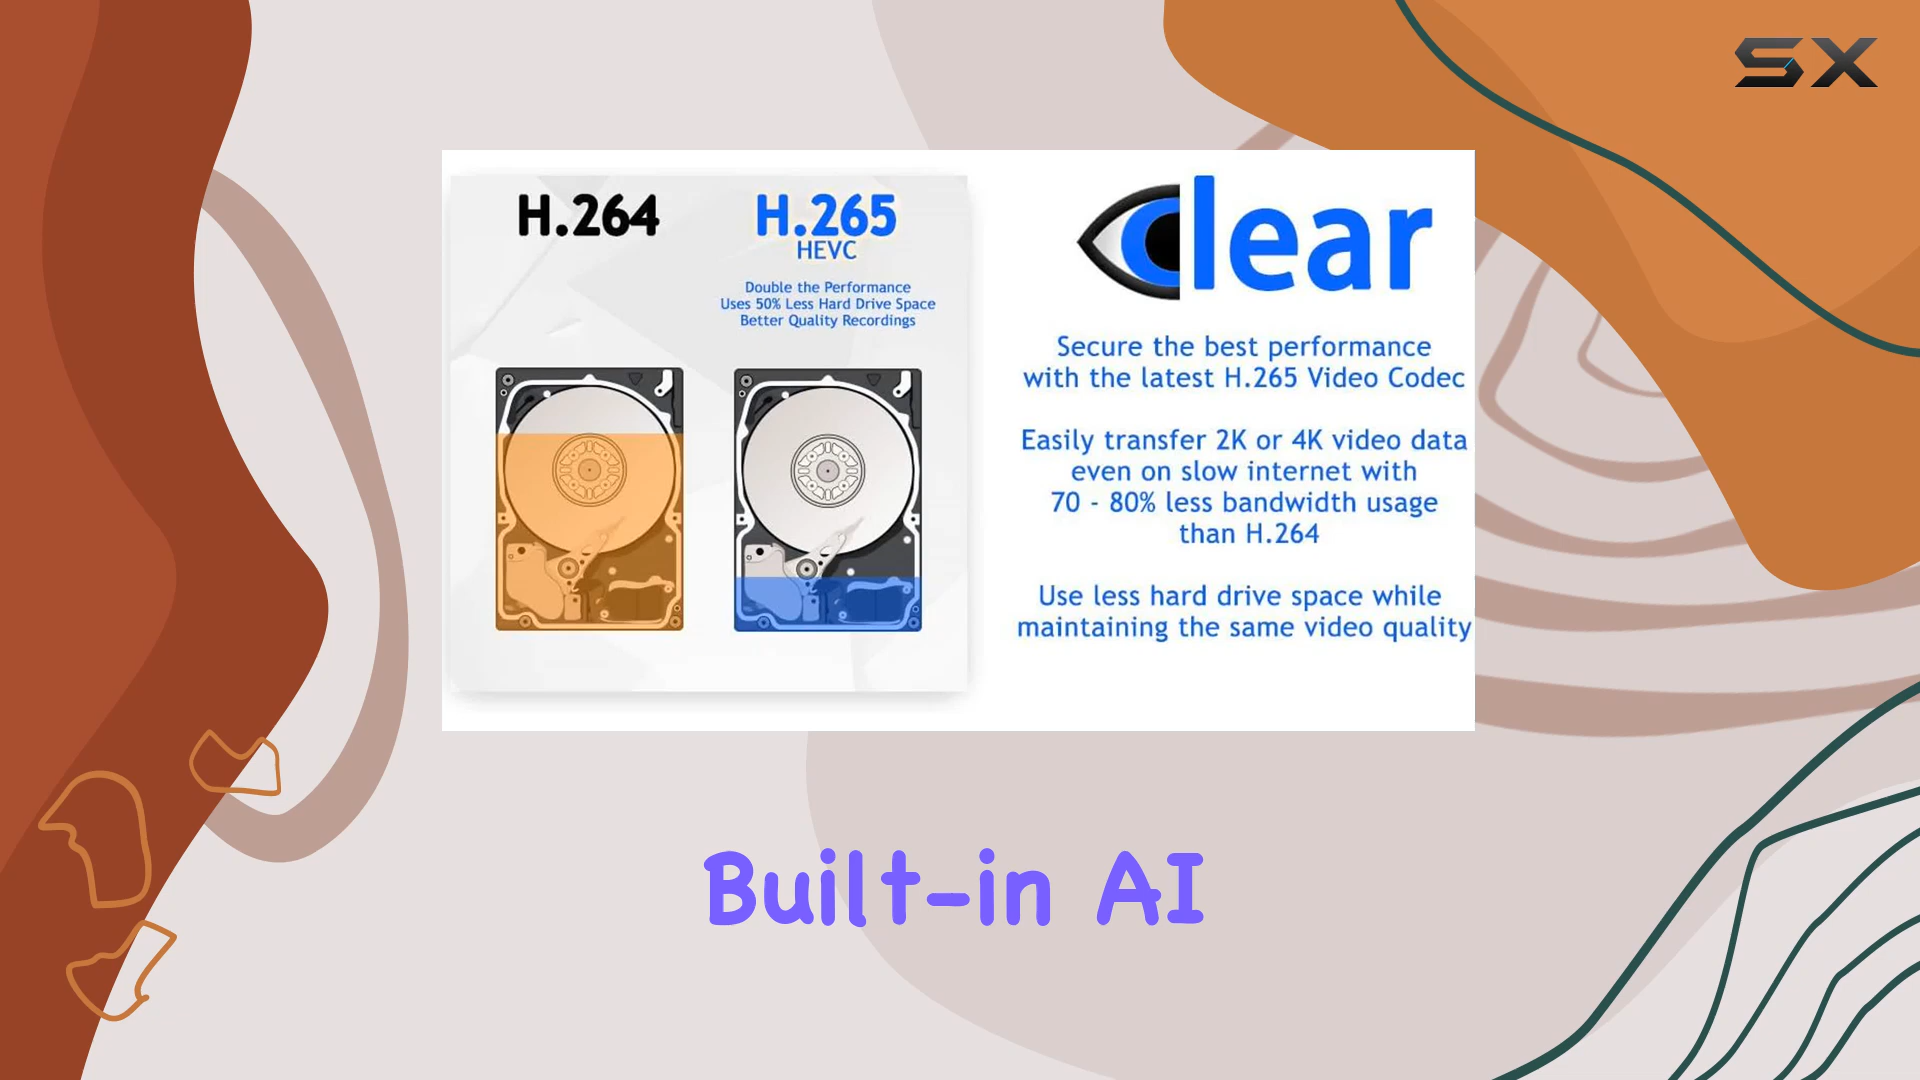 SX
H.264
H.265
HEVC
Double the Performance
Uses 50% Less Hard Drive Space
Better Quality Recordings
Clear
Secure the best performance
with the latest H.265 Video Codec
Easily transfer 2K or 4K video data
even on slow internet with
70 - 80% less bandwidth usage
than H.264
Use less hard drive space while
maintaining the same video quality
Built-in AI